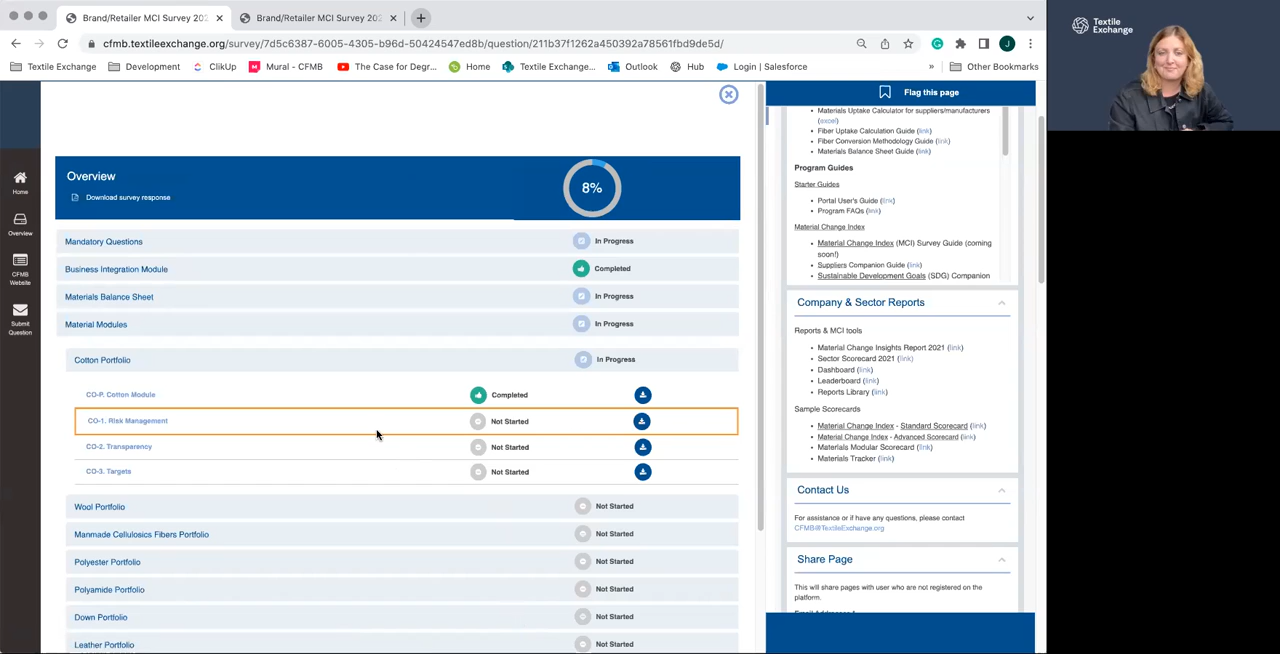 Brand/Retailer MCI Survey 202
Brand/Retailer MCI Survey 202
cfmb.textileexchange.org/survey/7d5c6387-6005-4305-b96d-50424547ed8b/question/211b37f1262a450392a78561fbd9de5d/
J
Textile Exchange
Development
ClickUp
Mural - CFMB
The Case for Degr...
Time
Textile Exchange...
Outlook
Hub
Login | Salesforce
»
Other Bookmarks
Textile
Exchange
Home
Overview
CFMB
Website
Submit
Question
Overview
Download survey response
8%
Mandatory Questions
In Progress
Business Integration Module
Completed
Materials Balance Sheet
In Progress
Material Modules
In Progress
Cotton Portfolio
In Progress
CO-P. Cotton Module
Completed
CO-1. Risk Management
Not Started
CO-2. Transparency
Not Started
CO-3. Targets
Not Started
Wool Portfolio
Not Started
Manmade Cellulosics Fibers Portfolio
Not Started
Polyester Portfolio
Not Started
Polyamide Portfolio
Not Started
Down Portfolio
Not Started
Leather Portfolio
Not Started
Flag this page
• Materials Uptake Calculator for suppliers/manufacturers
(excel)
• Fiber Uptake Calculation Guide (link)
• Fiber Conversion Methodology Guide (link)
• Materials Balance Sheet Guide (link)
Program Guides
Starter Guides
• Portal User's Guide (link)
• Program FAQs (link)
Material Change Index
• Material Change Index (MCI) Survey Guide (coming
soon!)
• Suppliers Companion Guide (link)
• Sustainable Development Goals (SDG) Companion
Company & Sector Reports
Reports & MCI tools
• Material Change Insights Report 2021 (link)
• Sector Scorecard 2021 (link)
• Dashboard (link)
• Leaderboard (link)
• Reports Library (link)
Sample Scorecards
• Material Change Index - Standard Scorecard (link)
• Material Change Index - Advanced Scorecard (link)
• Materials Modular Scorecard (link)
• Materials Tracker (link)
Contact Us
For assistance or if have any questions, please contact
CFMB@TextileExchange.org
Share Page
This will share pages with user who are not registered on the
platform.